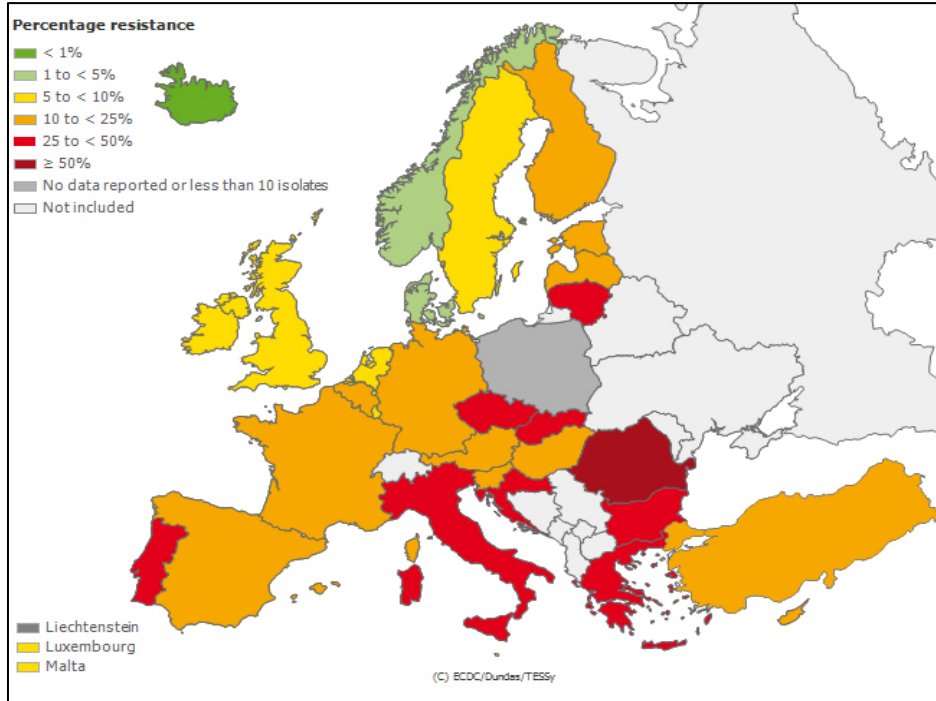 Percentage resistance
< 1%
1 to < 5%
5 to < 10%
10 to < 25%
25 to < 50%
≥ 50%
No data reported or less than 10 isolates
Not included
Liechtenstein
Luxembourg
Malta
(C) ECDC/Dundas/TESSy